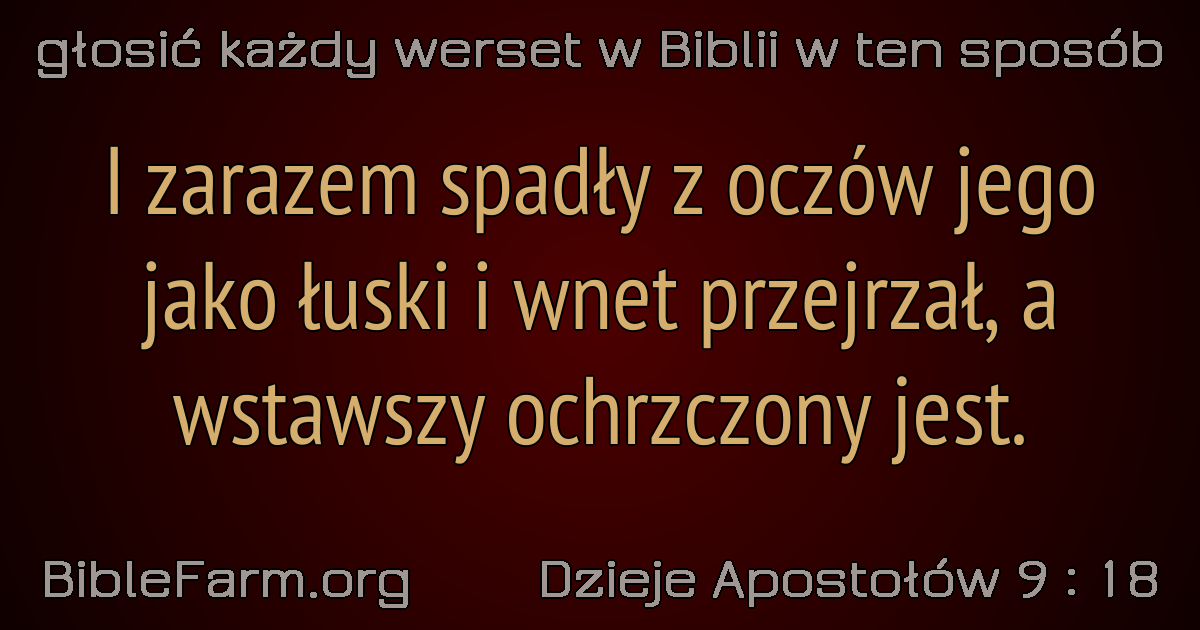 głosić każdy werset w Biblii w ten sposób
I zarazem spadły z oczów jego
jako łuski i wnet przejrzał, a
wstawszy ochrzczony jest.
BibleFarm.org
Dzieje Apostołów 9 : 18